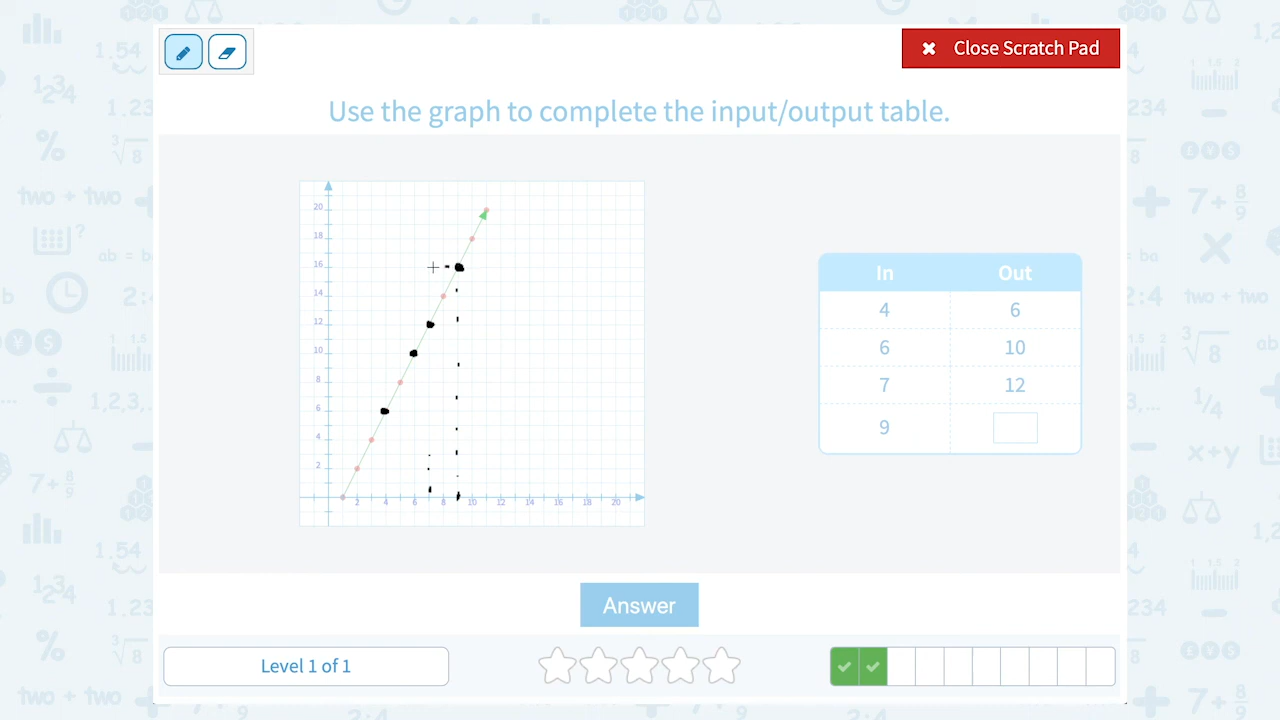 Close Scratch Pad
Use the graph to complete the input/output table.
20
18
16
14
12
10
8
6
4
2
2 4 6 8 10 12 14 16 18 20
In Out
4 6
6 10
7 12
9
Answer
Level 1 of 1